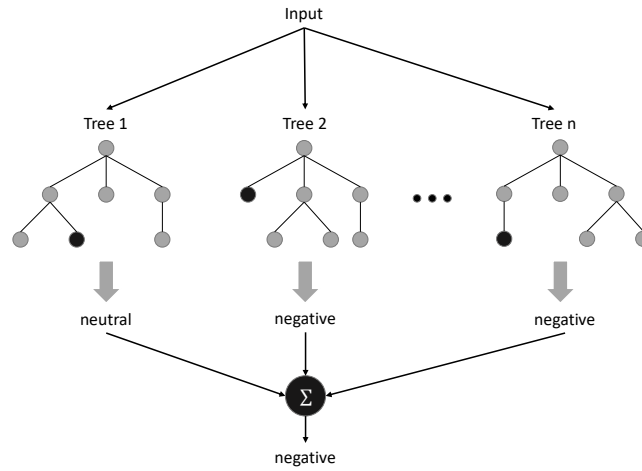 Input
Tree 1
Tree 2
Tree n
neutral
negative
negative
Σ
negative